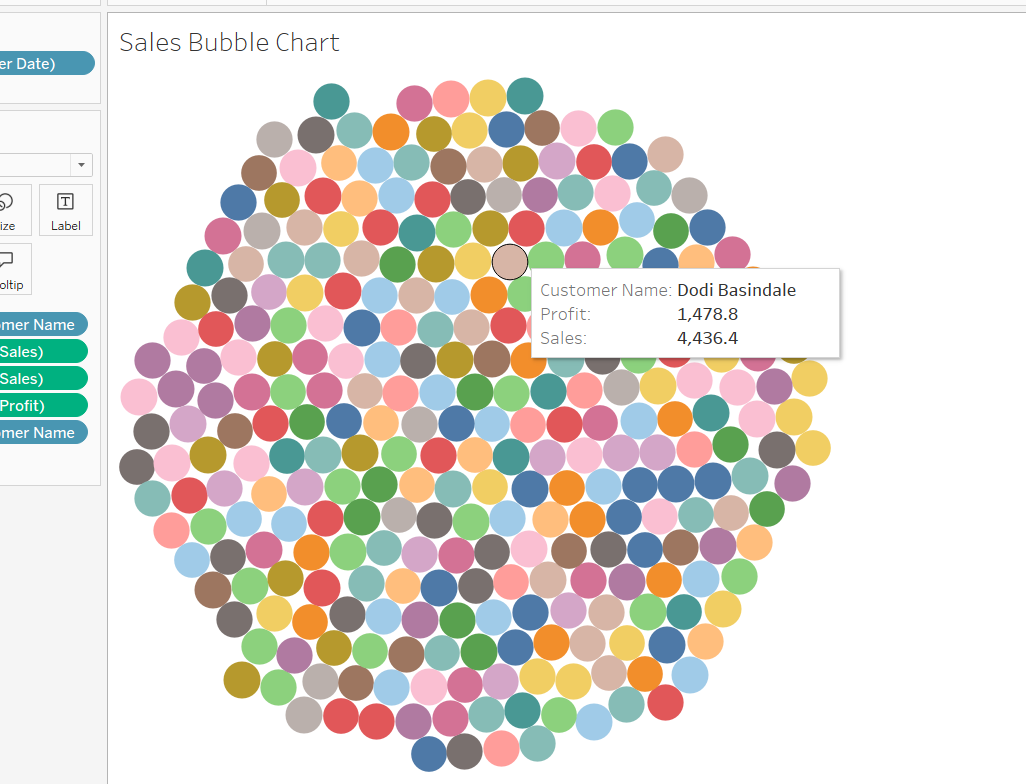 Sales Bubble Chart
er Date)
ize
Label
oltip
omer Name
Sales)
Sales)
Profit)
omer Name
Customer Name: Dodi Basindale
Profit: 1,478.8
Sales: 4,436.4